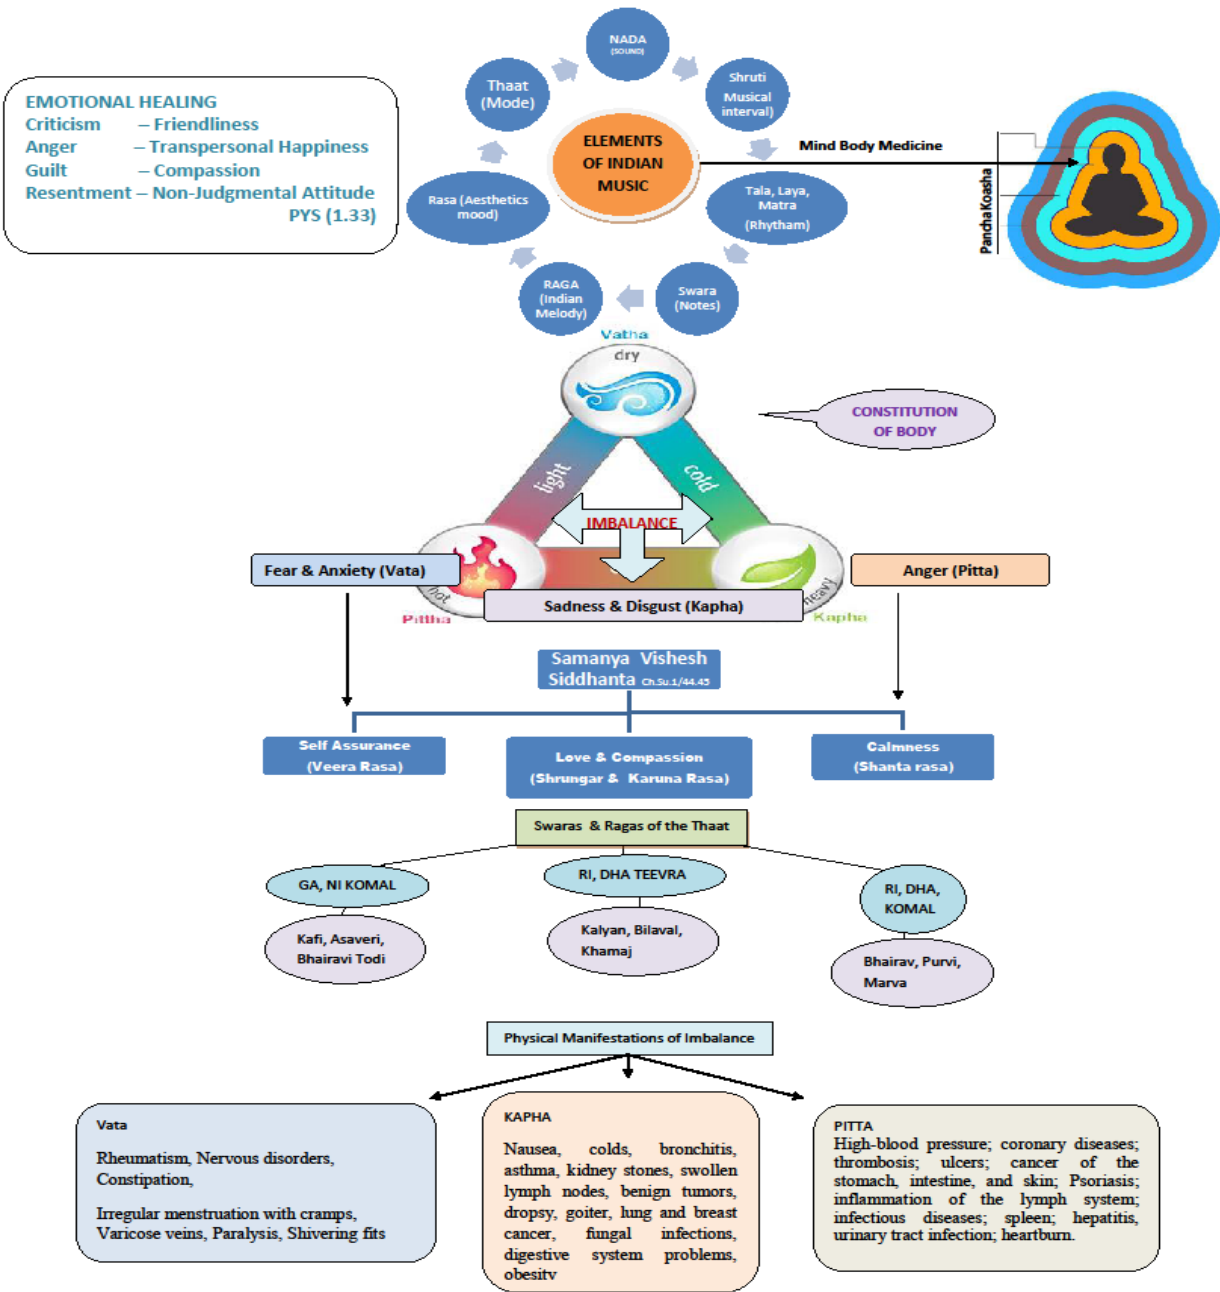 EMOTIONAL HEALING
Criticism – Friendliness
Anger – Transpersonal Happiness
Guilt – Compassion
Resentment – Non-Judgmental Attitude
PYS (1.33)
NADA
(SOUND)
Shruti
Musical
interval)
Tala, Laya,
Matra
(Rhytham)
Swara
(Notes)
RAGA
(Indian
Melody)
Rasa (Aesthetics
mood)
Thaat
(Mode)
ELEMENTS
OF INDIAN
MUSIC
Mind Body Medicine
PanchaKoasha
Vatha
dry
light
cold
CONSTITUTION
OF BODY
IMBALANCE
Fear & Anxiety (Vata)
Anger (Pitta)
hot
Sadness & Disgust (Kapha)
heavy
Pittha
Kapha
Samanya Vishesh
Siddhanta Ch.Su.1/44.45
Self Assurance
(Veera Rasa)
Love & Compassion
(Shrungar & Karuna Rasa)
Calmness
(Shanta rasa)
Swaras & Ragas of the Thaat
GA, NI KOMAL
RI, DHA TEEVRA
RI, DHA,
KOMAL
Kafi, Asaveri,
Bhairavi Todi
Kalyan, Bilaval,
Khamaj
Bhairav, Purvi,
Marva
Physical Manifestations of Imbalance
Vata
Rheumatism, Nervous disorders,
Constipation,
Irregular menstruation with cramps,
Varicose veins, Paralysis, Shivering fits
KAPHA
Nausea, colds, bronchitis,
asthma, kidney stones, swollen
lymph nodes, benign tumors,
dropsy, goiter, lung and breast
cancer, fungal infections,
digestive system problems,
obesity
PITTA
High-blood pressure; coronary diseases;
thrombosis; ulcers; cancer of the
stomach, intestine, and skin; Psoriasis;
inflammation of the lymph system;
infectious diseases; spleen; hepatitis,
urinary tract infection; heartburn.